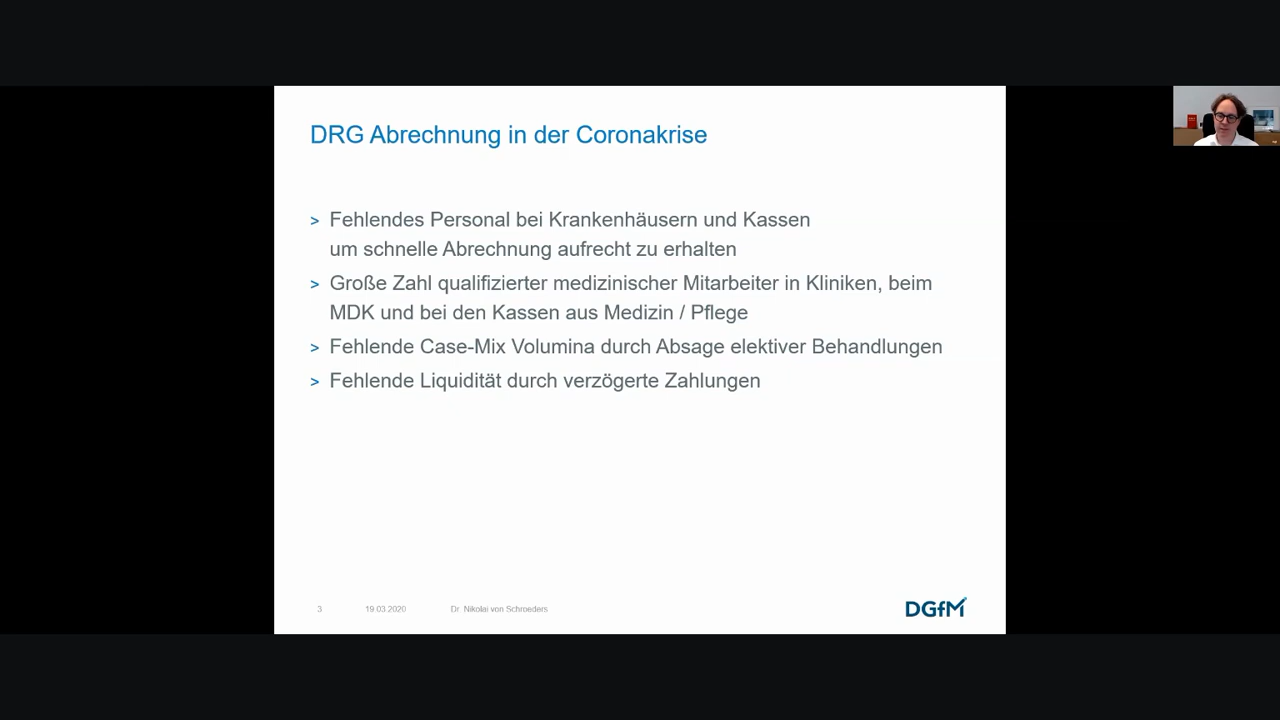 DRG Abrechnung in der Coronakrise
> Fehlendes Personal bei Krankenhäusern und Kassen
um schnelle Abrechnung aufrecht zu erhalten
> Große Zahl qualifizierter medizinischer Mitarbeiter in Kliniken, beim
MDK und bei den Kassen aus Medizin / Pflege
> Fehlende Case-Mix Volumina durch Absage elektiver Behandlungen
> Fehlende Liquidität durch verzögerte Zahlungen
3 19.03.2020 Dr. Nikolai von Schroeders
DGfM